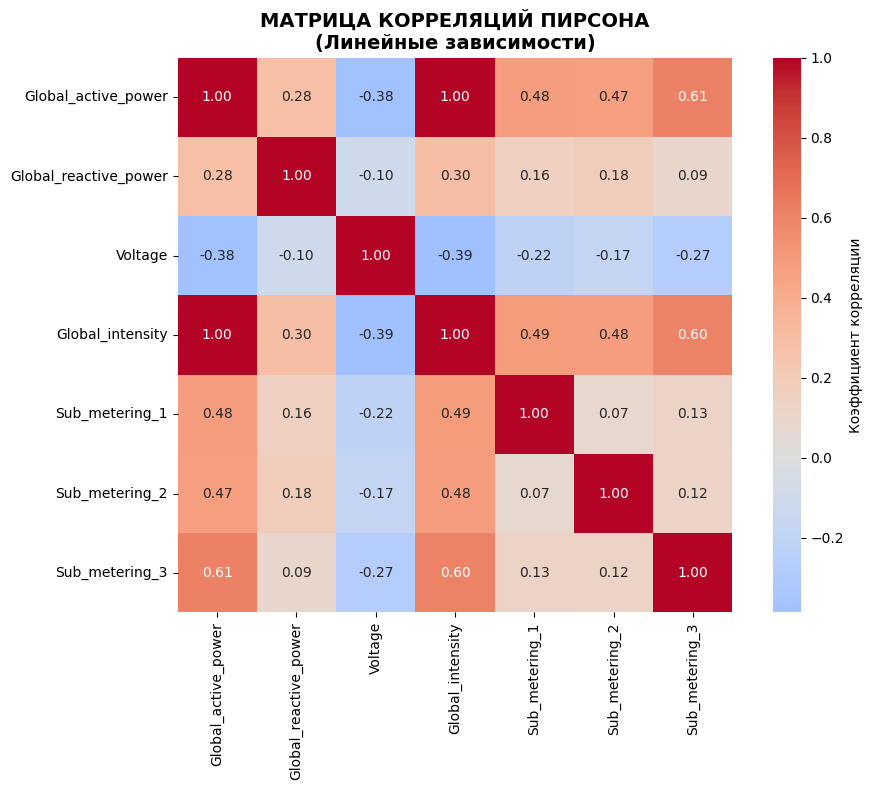 МАТРИЦА КОРРЕЛЯЦИЙ ПИРСОНА
(Линейные зависимости)
Global_active_power 1.00 0.28 -0.38 1.00 0.48 0.47 0.61
Global_reactive_power 0.28 1.00 -0.10 0.30 0.16 0.18 0.09
Voltage -0.38 -0.10 1.00 -0.39 -0.22 -0.17 -0.27
Global_intensity 1.00 0.30 -0.39 1.00 0.49 0.48 0.60
Sub_metering_1 0.48 0.16 -0.22 0.49 1.00 0.07 0.13
Sub_metering_2 0.47 0.18 -0.17 0.48 0.07 1.00 0.12
Sub_metering_3 0.61 0.09 -0.27 0.60 0.13 0.12 1.00
Global_active_power
Global_reactive_power
Voltage
Global_intensity
Sub_metering_1
Sub_metering_2
Sub_metering_3
1.0
0.8
0.6
0.4
0.2
0.0
−0.2
Коэффициент корреляции